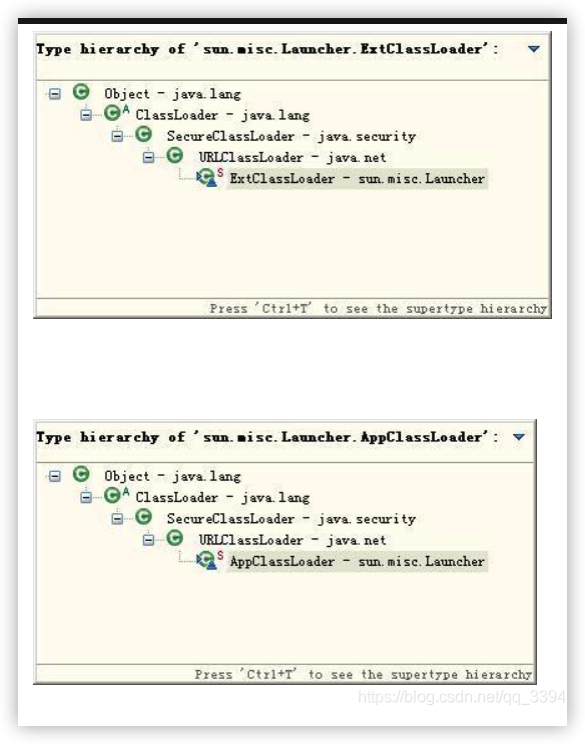 Type hierarchy of 'sun.misc.Launcher.ExtClassLoader':
Object - java.lang
ClassLoader - java.lang
SecureClassLoader - java.security
URLClassLoader - java.net
ExtClassLoader - sun.misc.Launcher
Press 'Ctrl+T' to see the supertype hierarchy
Type hierarchy of 'sun.misc.Launcher.AppClassLoader':
Object - java.lang
ClassLoader - java.lang
SecureClassLoader - java.security
URLClassLoader - java.net
AppClassLoader - sun.misc.Launcher
Press 'Ctrl+T' to see the supertype hierarchy
https://blog.csdn.net/qq_3394